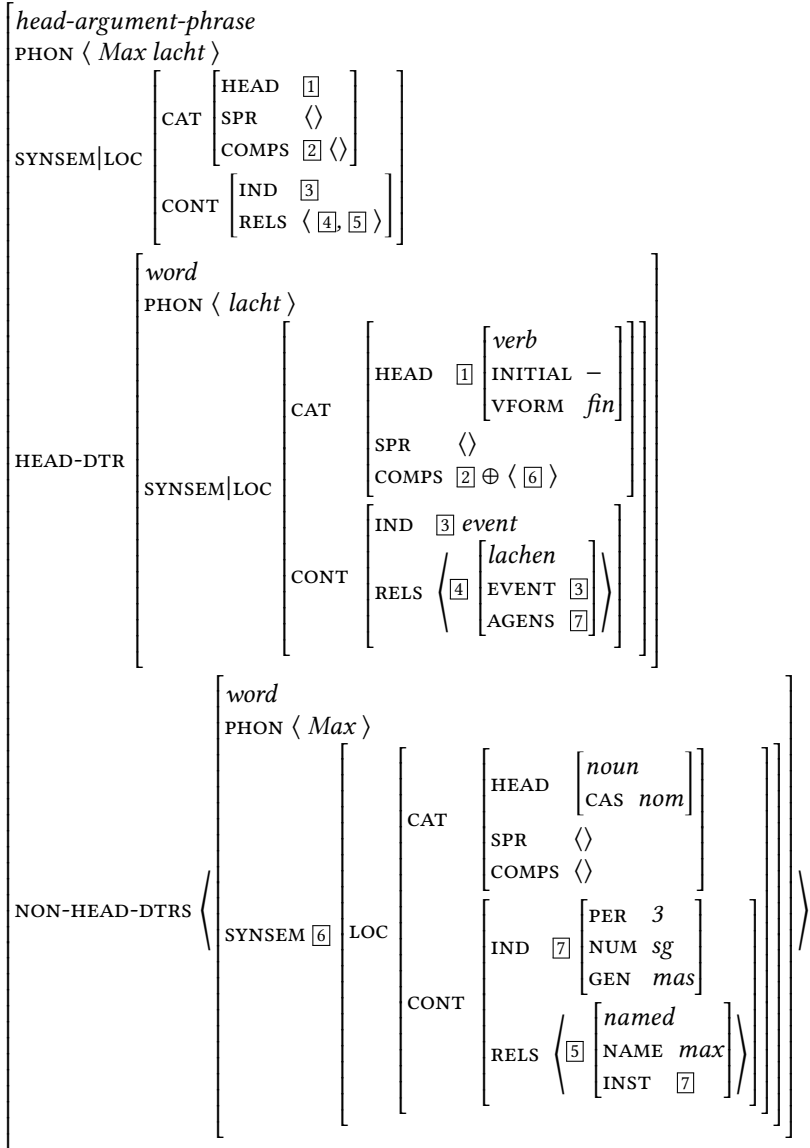 head-argument-phrase
PHON ⟨ Max lacht ⟩
HEAD 1
CAT SPR ⟨⟩
COMPS 2 ⟨⟩
SYNSEM|LOC
IND 3
CONT
RELS ⟨ 4, 5 ⟩
word
PHON ⟨ lacht ⟩
verb
HEAD 1 INITIAL −
VFORM fin
CAT
SPR ⟨⟩
HEAD-DTR
COMPS 2 ⊕ ⟨ 6 ⟩
SYNSEM|LOC
IND 3 event
lachen
CONT
RELS ⟨ 4 EVENT 3 ⟩
AGENS 7
word
PHON ⟨ Max ⟩
noun
HEAD
CAS nom
CAT
SPR ⟨⟩
COMPS ⟨⟩
NON-HEAD-DTRS ⟨ SYNSEM 6 LOC ⟩
PER 3
IND 7 NUM sg
GEN mas
CONT
named
RELS ⟨ 5 NAME max ⟩
INST 7